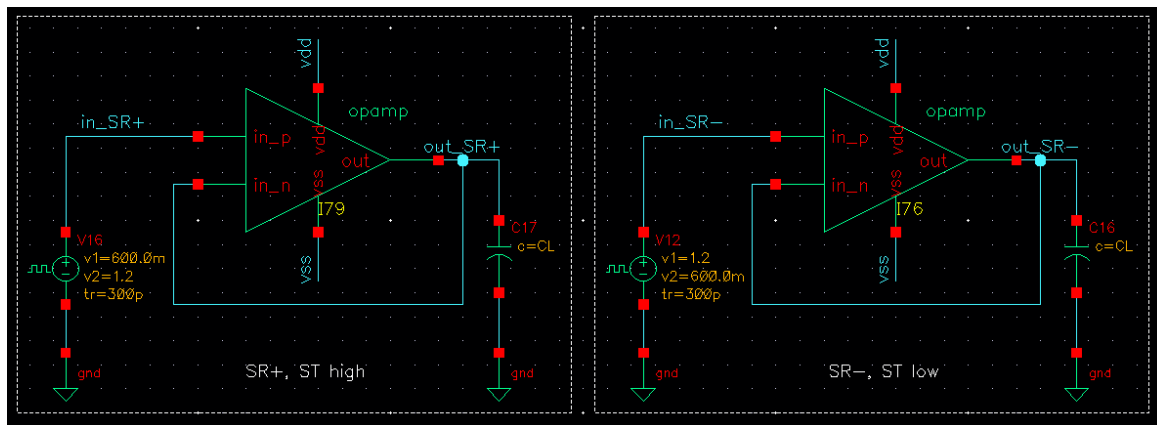 vdd
opamp
in_SR+
in_p
vdd
out
out_SR+
in_n
vss
I79
V16
v1=600.0m
v2=1.2
tr=300p
C17
c=CL
vss
gnd
SR+, ST high
gnd
vdd
opamp
in_SR-
in_p
vdd
out
out_SR-
in_n
vss
I76
V12
v1=1.2
v2=600.0m
tr=300p
C16
c=CL
vss
gnd
SR-, ST low
gnd